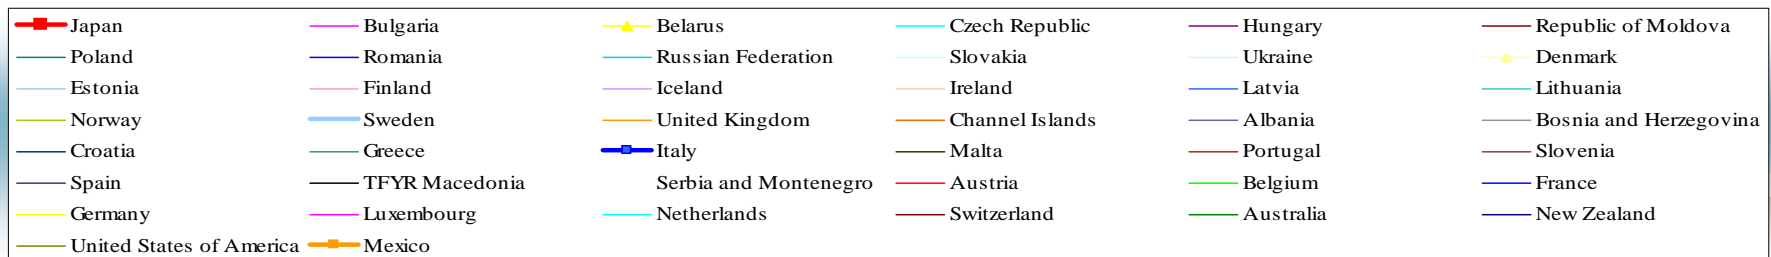 Japan Bulgaria Belarus Czech Republic Hungary Republic of Moldova
Poland Romania Russian Federation Slovakia Ukraine Denmark
Estonia Finland Iceland Ireland Latvia Lithuania
Norway Sweden United Kingdom Channel Islands Albania Bosnia and Herzegovina
Croatia Greece Italy Malta Portugal Slovenia
Spain TFYR Macedonia Serbia and Montenegro Austria Belgium France
Germany Luxembourg Netherlands Switzerland Australia New Zealand
United States of America Mexico